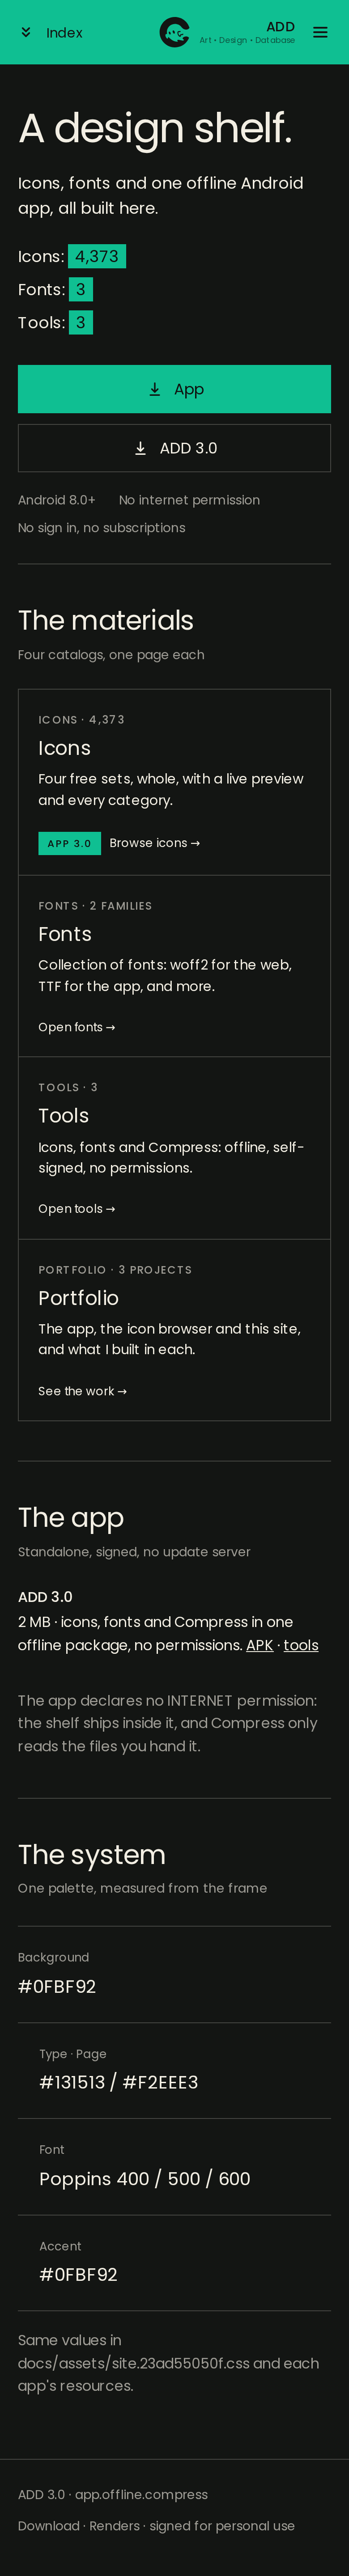 Index
ADD
Art • Design • Database
A design shelf.
Icons, fonts and one offline Android
app, all built here.
Icons: 4,373
Fonts: 3
Tools: 3
App
ADD 3.0
Android 8.0+ No internet permission
No sign in, no subscriptions
The materials
Four catalogs, one page each
ICONS · 4,373
Icons
Four free sets, whole, with a live preview
and every category.
APP 3.0 Browse icons →
FONTS · 2 FAMILIES
Fonts
Collection of fonts: woff2 for the web,
TTF for the app, and more.
Open fonts →
TOOLS · 3
Tools
Icons, fonts and Compress: offline, self-
signed, no permissions.
Open tools →
PORTFOLIO · 3 PROJECTS
Portfolio
The app, the icon browser and this site,
and what I built in each.
See the work →
The app
Standalone, signed, no update server
ADD 3.0
2 MB · icons, fonts and Compress in one
offline package, no permissions. APK · tools
The app declares no INTERNET permission:
the shelf ships inside it, and Compress only
reads the files you hand it.
The system
One palette, measured from the frame
Background
#0FBF92
Type · Page
#131513 / #F2EEE3
Font
Poppins 400 / 500 / 600
Accent
#0FBF92
Same values in
docs/assets/site.23ad55050f.css and each
app's resources.
ADD 3.0 · app.offline.compress
Download · Renders · signed for personal use